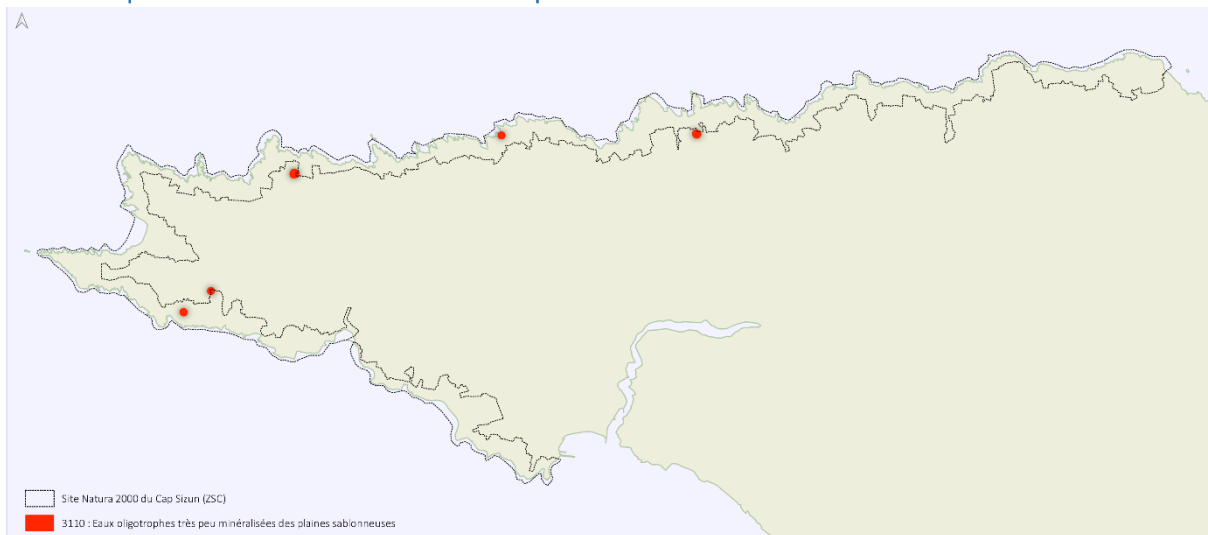 Site Natura 2000 du Cap Sizun (ZSC)
3110 : Eaux oligotrophes très peu minéralisées des plaines sablonneuses